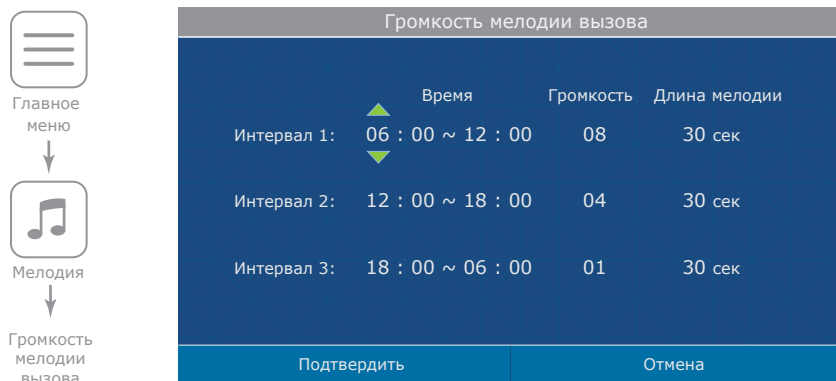 Главное
меню
Мелодия
Громкость
мелодии
вызова
Громкость мелодии вызова
Время Громкость Длина мелодии
Интервал 1: 06 : 00 ~ 12 : 00 08 30 сек
Интервал 2: 12 : 00 ~ 18 : 00 04 30 сек
Интервал 3: 18 : 00 ~ 06 : 00 01 30 сек
Подтвердить Отмена